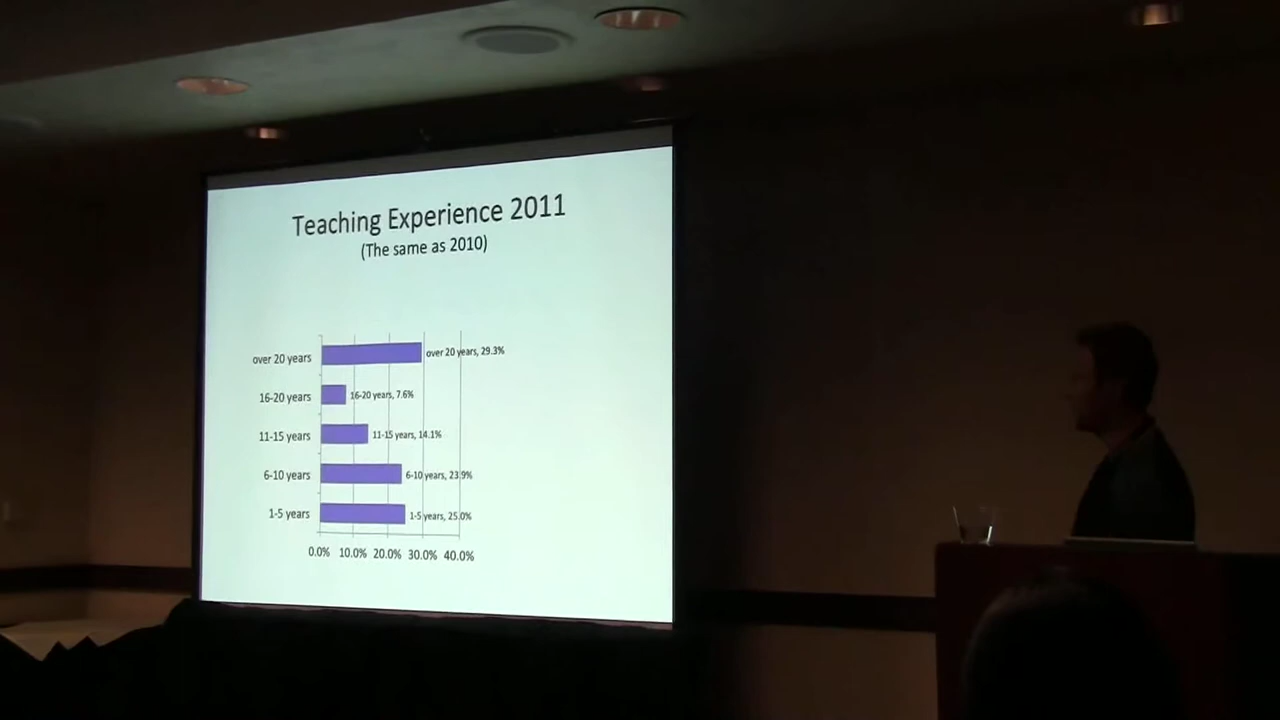 Teaching Experience 2011
(The same as 2010)
over 20 years
over 20 years, 29.3%
16-20 years
16-20 years, 7.6%
11-15 years
11-15 years, 14.1%
6-10 years
6-10 years, 23.9%
1-5 years
1-5 years, 25.0%
0.0% 10.0% 20.0% 30.0% 40.0%